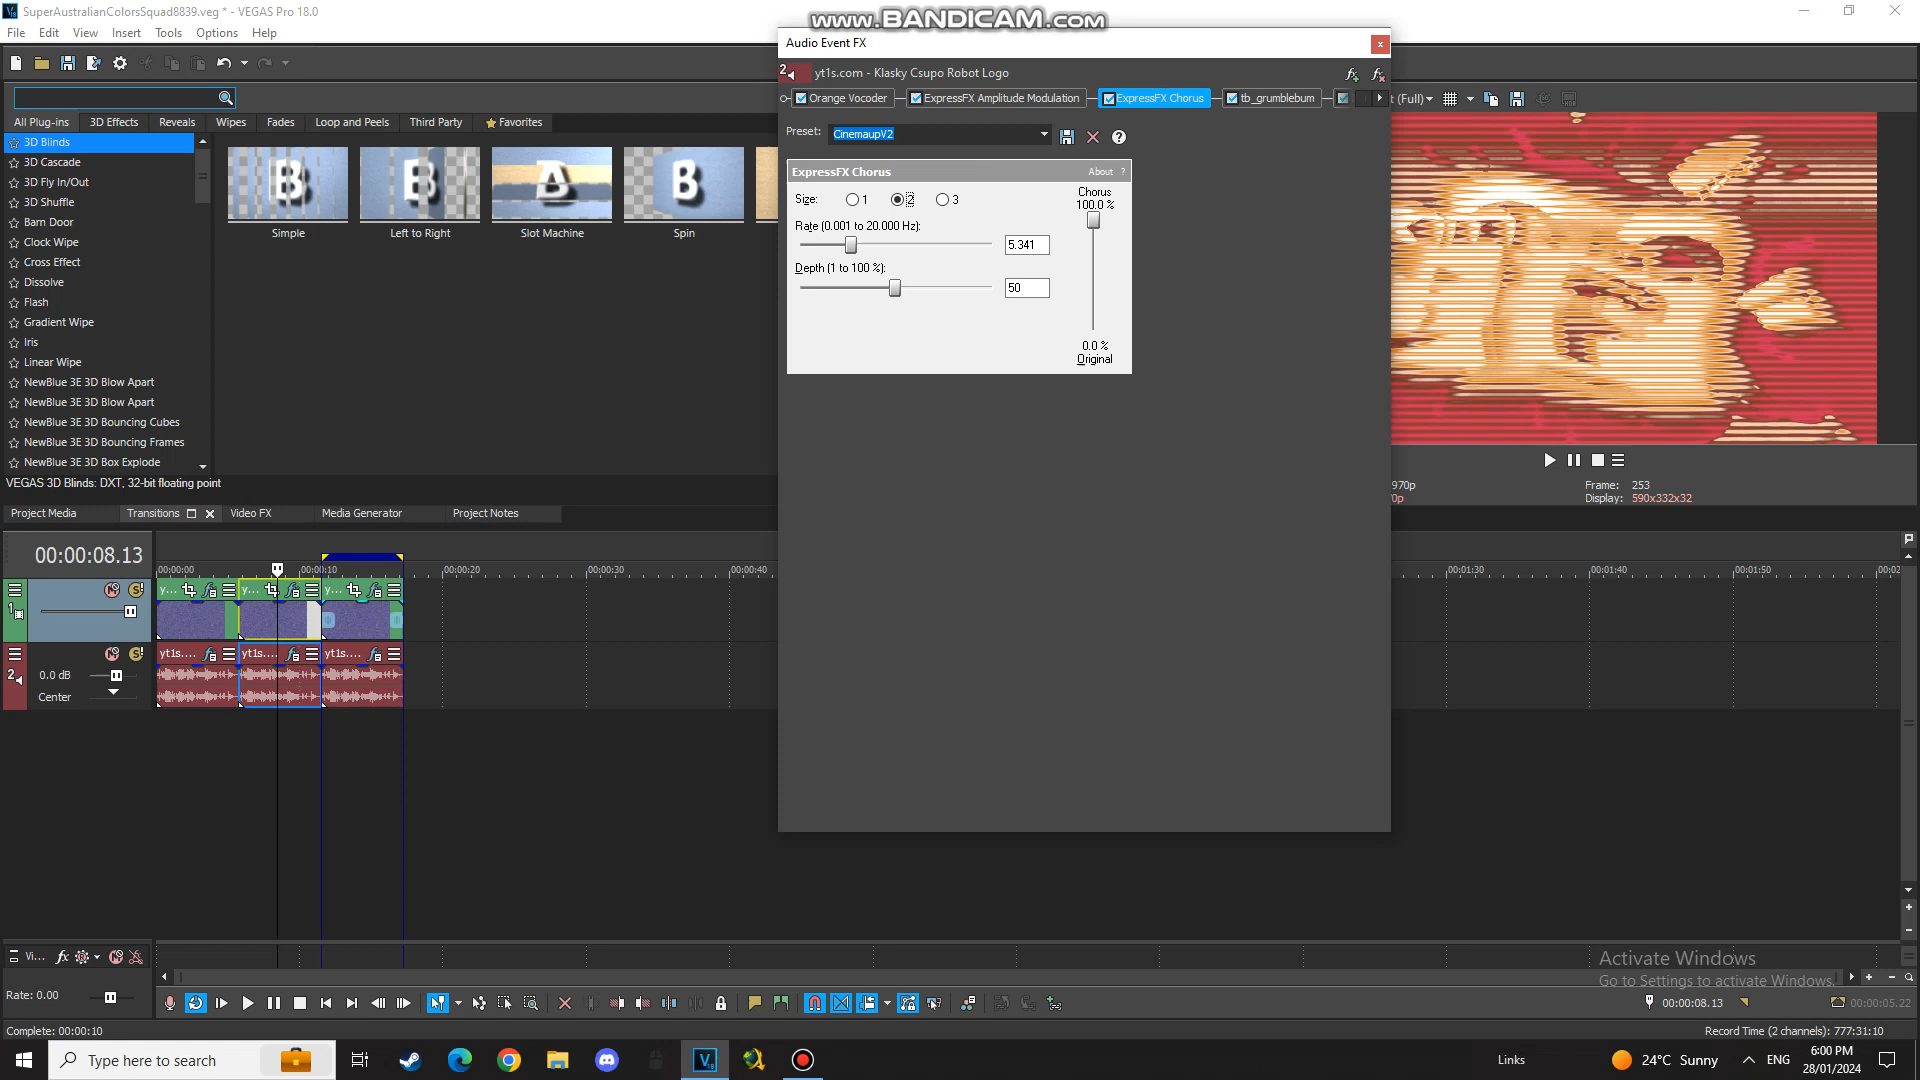 SuperAustralianColorsSquad8839.veg * - VEGAS Pro 18.0
www.BANDICAM.com
File Edit View Insert Tools Options Help
Audio Event FX
2 yt1s.com - Klasky Csupo Robot Logo
Orange Vocoder ExpressFX Amplitude Modulation ExpressFX Chorus tb_grumblebum
t (Full)
All Plug-ins 3D Effects Reveals Wipes Fades Loop and Peels Third Party Favorites
Preset: CinemaupV2
3D Blinds
3D Cascade
3D Fly In/Out
3D Shuffle
Barn Door
Clock Wipe
Cross Effect
Dissolve
Flash
Gradient Wipe
Iris
Linear Wipe
NewBlue 3E 3D Blow Apart
NewBlue 3E 3D Blow Apart
NewBlue 3E 3D Bouncing Cubes
NewBlue 3E 3D Bouncing Frames
NewBlue 3E 3D Box Explode
Simple Left to Right Slot Machine Spin
ExpressFX Chorus About ?
Size: 1 2 3
Chorus
100.0 %
Rate (0.001 to 20.000 Hz):
5.341
Depth (1 to 100 %):
50
0.0 %
Original
VEGAS 3D Blinds: DXT, 32-bit floating point
970p
0p
Frame: 253
Display: 590x332x32
Project Media Transitions Video FX Media Generator Project Notes
00:00:08.13
00:00:00 00:00:10 00:00:20 00:00:30 00:00:40 00:01:30 00:01:40 00:01:50 00:02
1 y... y... y...
2 yt1s.... yt1s.... yt1s....
0.0 dB
Center
Vi...
Rate: 0.00
Activate Windows
Go to Settings to activate Windows.
00:00:08.13 00:00:05.22
Complete: 00:00:10
Record Time (2 channels): 777:31:10
Type here to search
Links
24°C Sunny
ENG
6:00 PM
28/01/2024